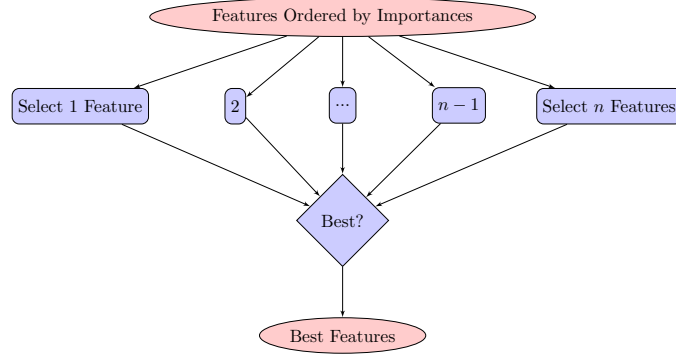 Features Ordered by Importances
Select 1 Feature
2
...
n − 1
Select n Features
Best?
Best Features